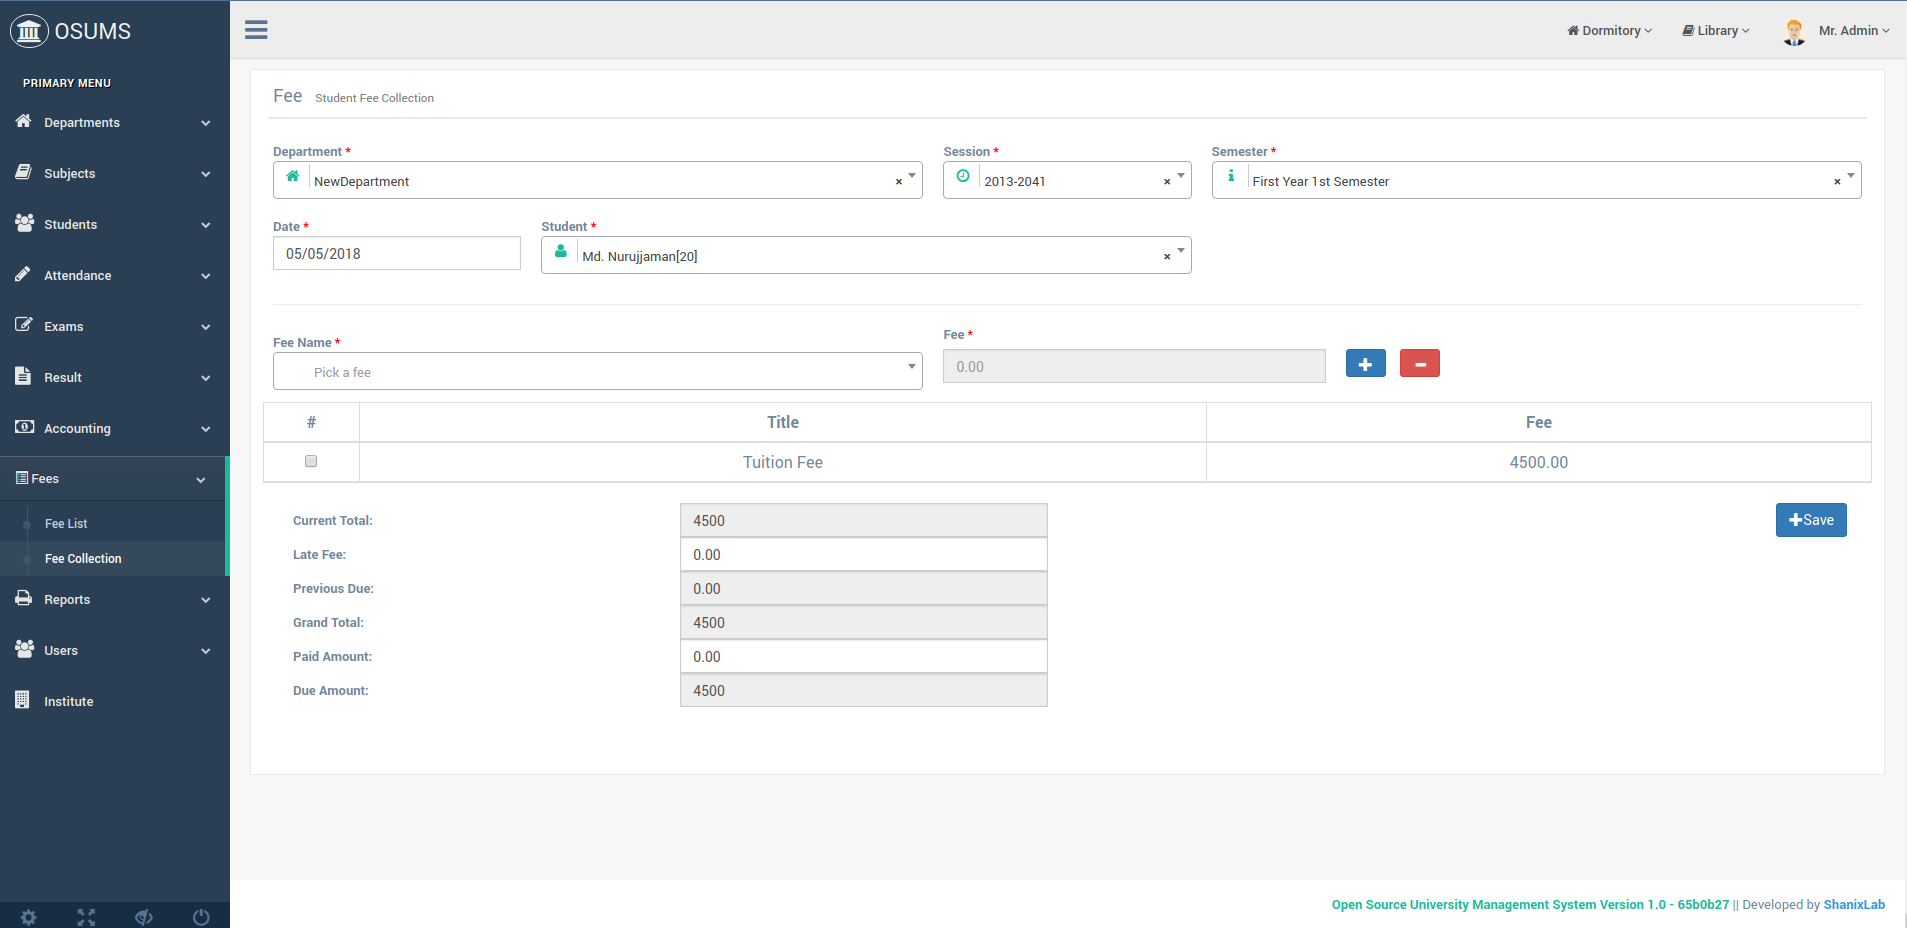 OSUMS
Dormitory
Library
Mr. Admin
PRIMARY MENU
Departments
Subjects
Students
Attendance
Exams
Result
Accounting
Fees
Fee List
Fee Collection
Reports
Users
Institute
Fee Student Fee Collection
Department * Session * Semester *
NewDepartment × 2013-2041 × First Year 1st Semester ×
Date * Student *
05/05/2018 Md. Nurujjaman[20] ×
Fee Name * Fee *
Pick a fee 0.00
# Title Fee
Tuition Fee 4500.00
Current Total: 4500 Save
Late Fee: 0.00
Previous Due: 0.00
Grand Total: 4500
Paid Amount: 0.00
Due Amount: 4500
Open Source University Management System Version 1.0 - 65b0b27 || Developed by ShanixLab